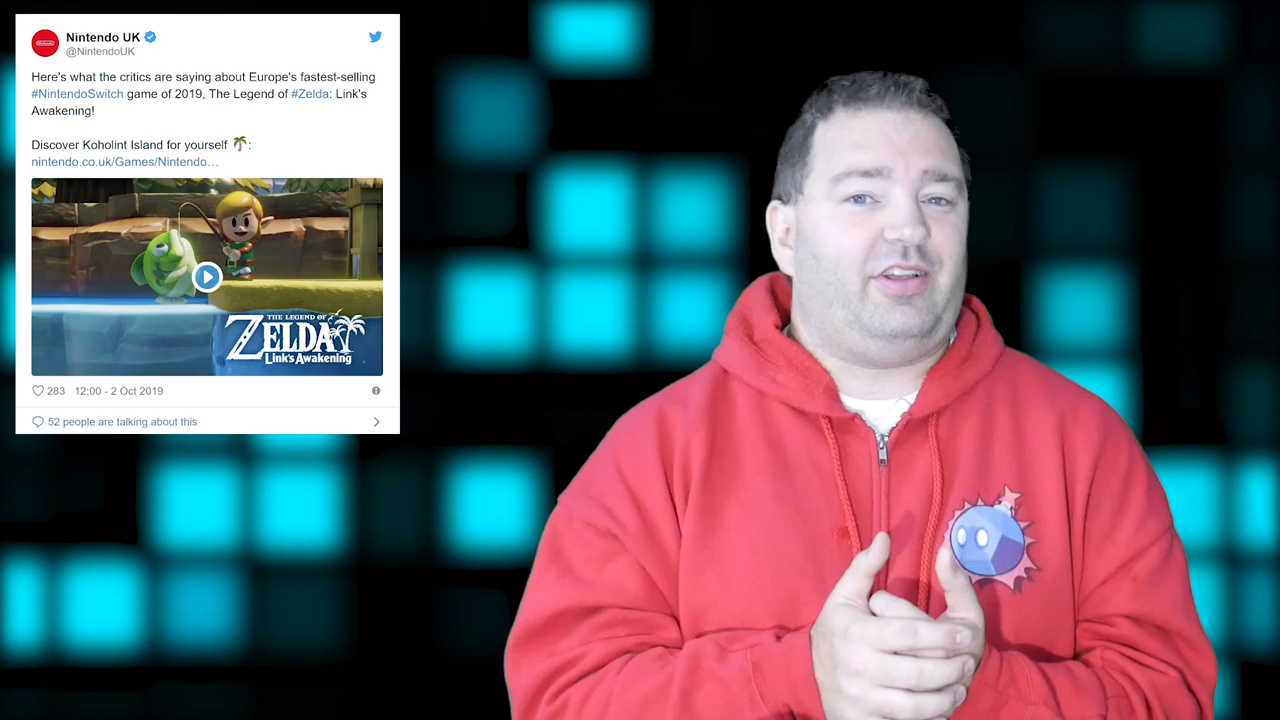 Nintendo UK
@NintendoUK
Here's what the critics are saying about Europe's fastest-selling
#NintendoSwitch game of 2019, The Legend of #Zelda: Link's
Awakening!
Discover Koholint Island for yourself 🌴:
nintendo.co.uk/Games/Nintendo…
THE LEGEND OF
ZELDA
Link's Awakening
283 12:00 - 2 Oct 2019
52 people are talking about this